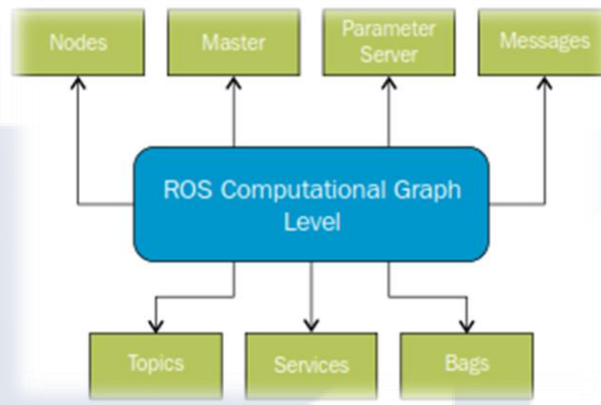 Nodes
Master
Parameter
Server
Messages
ROS Computational Graph
Level
Topics
Services
Bags